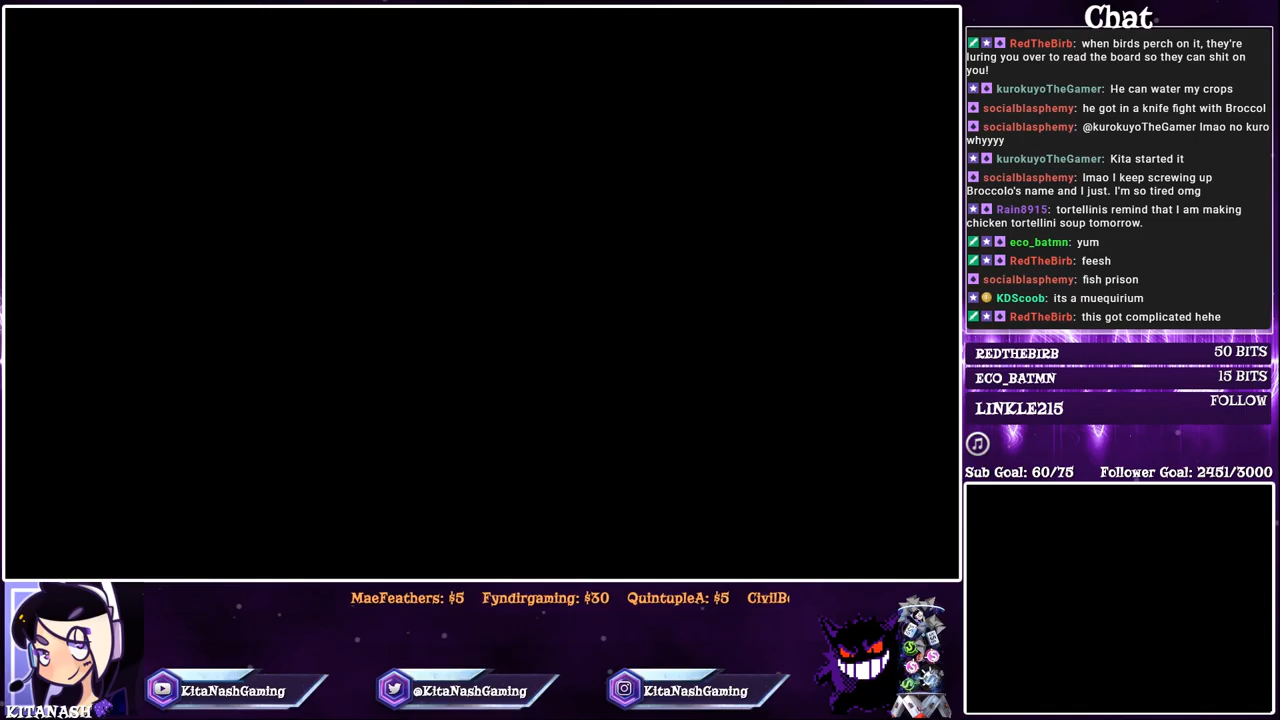 Chat
RedTheBirb: when birds perch on it, they're
luring you over to read the board so they can shit on
you!
kurokuyoTheGamer: He can water my crops
socialblasphemy: he got in a knife fight with Broccol
socialblasphemy: @kurokuyoTheGamer lmao no kuro
whyyyy
kurokuyoTheGamer: Kita started it
socialblasphemy: lmao I keep screwing up
Broccolo's name and I just. I'm so tired omg
Rain8915: tortellinis remind that I am making
chicken tortellini soup tomorrow.
eco_batmn: yum
RedTheBirb: feesh
socialblasphemy: fish prison
KDScoob: its a muequirium
RedTheBirb: this got complicated hehe
REDTHEBIRB 50 BITS
ECO_BATMN 15 BITS
LINKLE215 FOLLOW
Sub Goal: 60/75 Follower Goal: 2451/3000
MaeFeathers: $5 Fyndirgaming: $30 QuintupleA: $5 CivilB
KitaNashGaming @KitaNashGaming KitaNashGaming
KITANASH